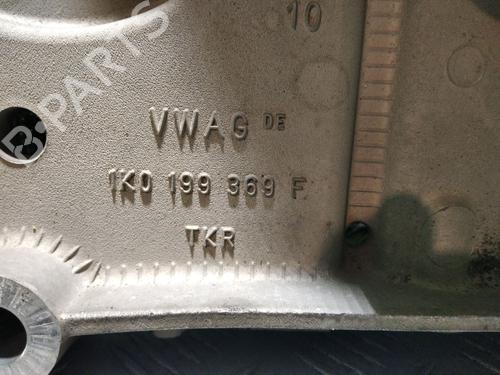 10
VWAG DE
1K0 199 369 F
TKR
B-PARTS